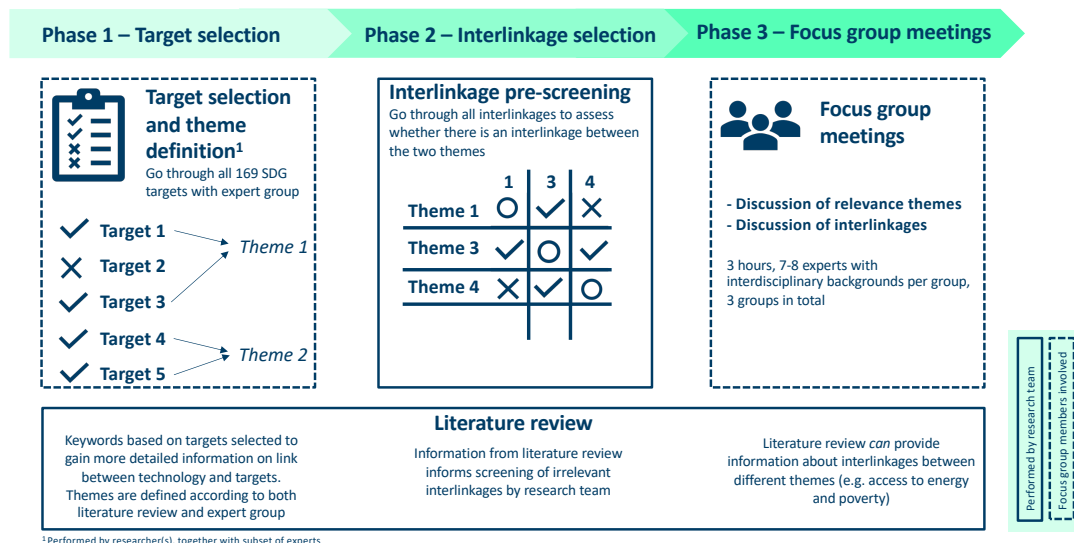 Phase 1 – Target selection
Phase 2 – Interlinkage selection
Phase 3 – Focus group meetings
Target selection
and theme
definition¹
Go through all 169 SDG
targets with expert group
Target 1
Target 2
Target 3
Target 4
Target 5
Theme 1
Theme 2
Interlinkage pre-screening
Go through all interlinkages to assess
whether there is an interlinkage between
the two themes
1 3 4
Theme 1
Theme 3
Theme 4
Focus group
meetings
- Discussion of relevance themes
- Discussion of interlinkages
3 hours, 7-8 experts with
interdisciplinary backgrounds per group,
3 groups in total
Literature review
Keywords based on targets selected to
gain more detailed information on link
between technology and targets.
Themes are defined according to both
literature review and expert group
Information from literature review
informs screening of irrelevant
interlinkages by research team
Literature review can provide
information about interlinkages between
different themes (e.g. access to energy
and poverty)
Performed by research team
Focus group members involved
¹Performed by researcher(s), together with subset of experts